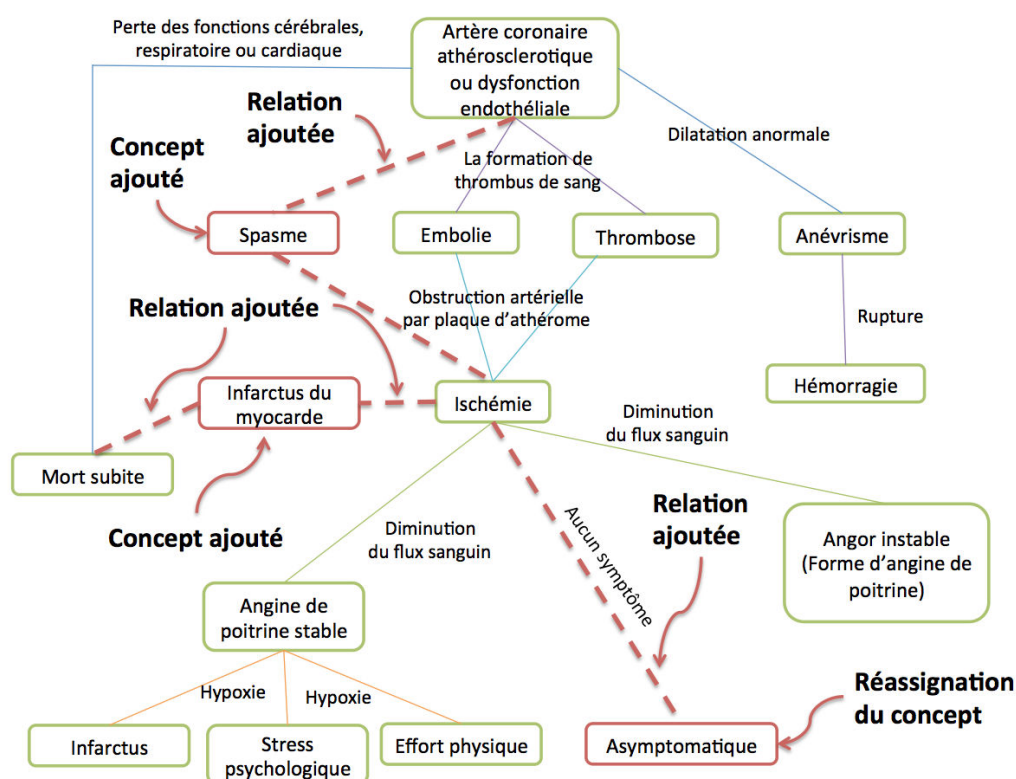 Perte des fonctions cérébrales,
respiratoire ou cardiaque
Artère coronaire
athérosclerotique
ou dysfonction
endothéliale
Relation
ajoutée
Concept
ajouté
Dilatation anormale
La formation de
thrombus de sang
Spasme
Embolie
Thrombose
Anévrisme
Relation ajoutée
Obstruction artérielle
par plaque d'athérome
Rupture
Infarctus du
myocarde
Ischémie
Hémorragie
Diminution
du flux sanguin
Mort subite
Concept ajouté
Diminution
du flux sanguin
Aucun symptôme
Relation
ajoutée
Angor instable
(Forme d'angine de
poitrine)
Angine de
poitrine stable
Hypoxie
Hypoxie
Réassignation
du concept
Infarctus
Stress
psychologique
Effort physique
Asymptomatique